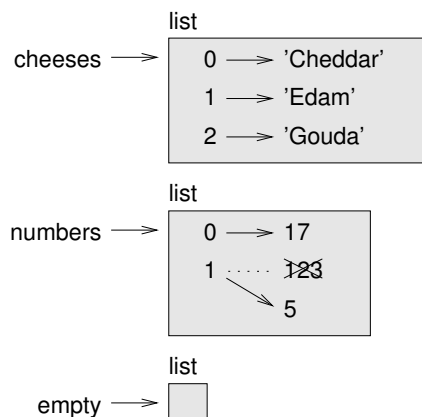 list
cheeses 0 ’Cheddar’
1 ’Edam’
2 ’Gouda’
list
numbers 0 17
1 123
5
list
empty